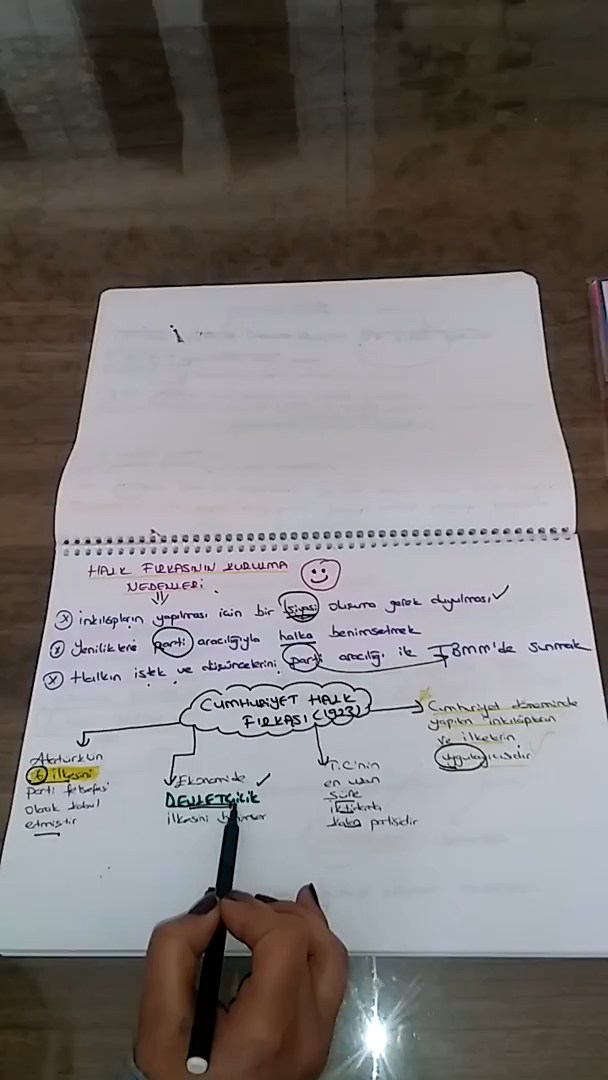 HALK FIRKASININ KURULMA
NEDENLERİ
inkılapların yapılması için bir siyasi oluşuma gerek duyulması,
Yenilikleri parti aracılığıyla halka benimsetmek
Halkın istek ve düşüncelerini parti aracılığı ile TBMM'de sunmak
CUMHURİYET HALK
FIRKASI (1923)
Atatürkün
6 ilkesini
parti felsefesi
olarak kabul
etmiştir
Ekonomide
DEVLETÇİLİK
ilkesini
T.C'nin
en uzun
süre
iktidarda
kalan partisidir
Cumhuriyet döneminde
yapılan inkılapların
ve ilkelerin
uygulayıcısıdır